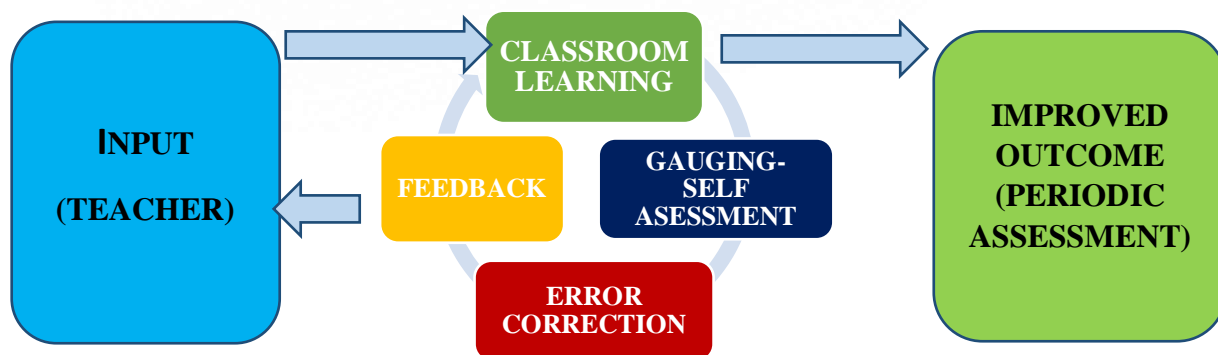 INPUT
(TEACHER)
CLASSROOM
LEARNING
FEEDBACK
GAUGING-
SELF
ASESSMENT
ERROR
CORRECTION
IMPROVED
OUTCOME
(PERIODIC
ASSESSMENT)